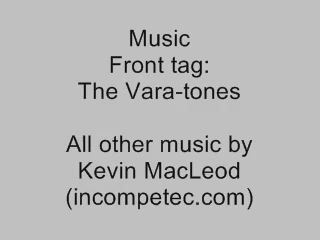 Music
Front tag:
The Vara-tones
All other music by
Kevin MacLeod
(incompetec.com)